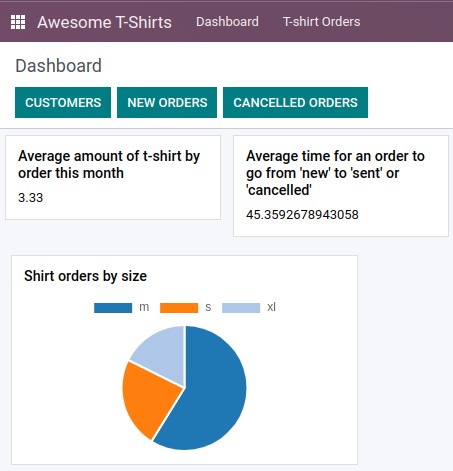 Awesome T-Shirts Dashboard T-shirt Orders
Dashboard
CUSTOMERS NEW ORDERS CANCELLED ORDERS
Average amount of t-shirt by
order this month
3.33
Average time for an order to
go from 'new' to 'sent' or
'cancelled'
45.3592678943058
Shirt orders by size
m s xl